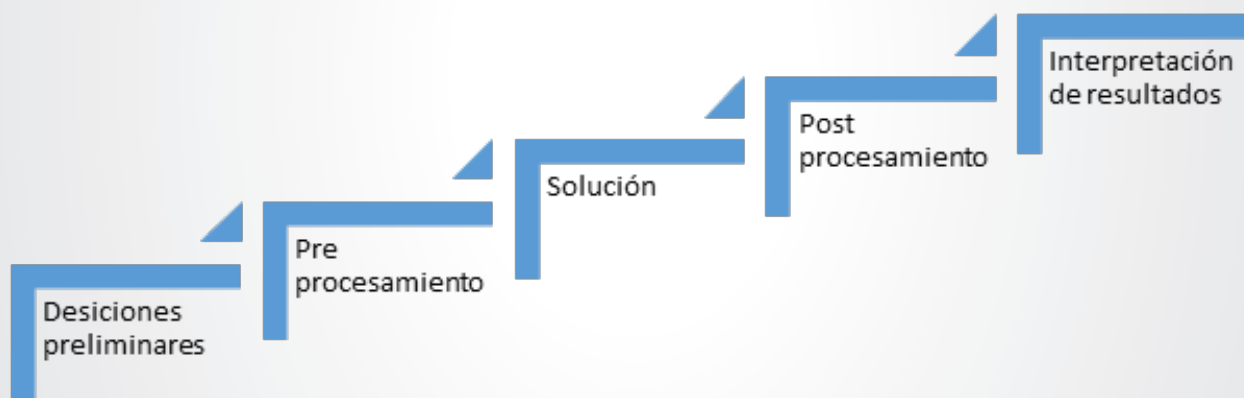 Desiciones
preliminares
Pre
procesamiento
Solución
Post
procesamiento
Interpretación
de resultados